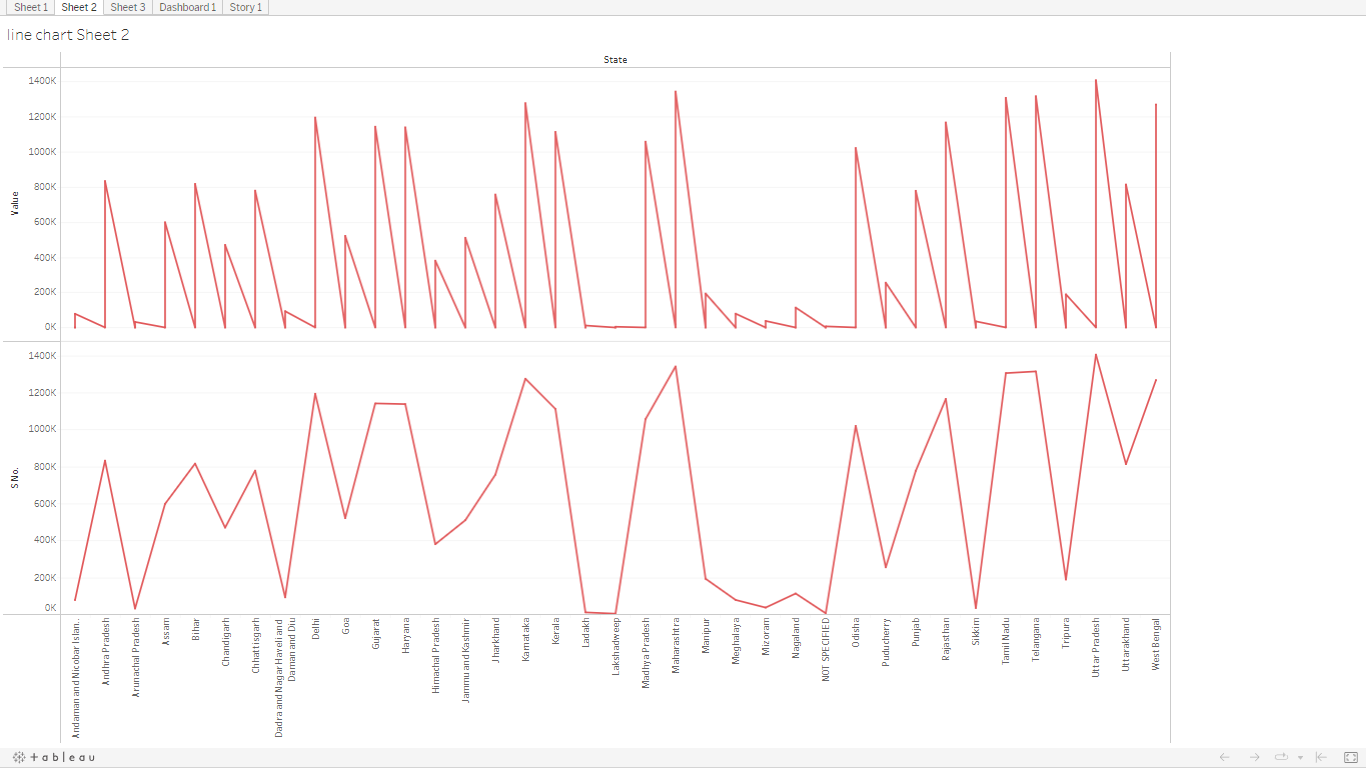 Sheet 1 Sheet 2 Sheet 3 Dashboard 1 Story 1
line chart Sheet 2
State
Value
1400K
1200K
1000K
800K
600K
400K
200K
0K
S No.
1400K
1200K
1000K
800K
600K
400K
200K
0K
Andaman and Nicobar Islan..
Andhra Pradesh
Arunachal Pradesh
Assam
Bihar
Chandigarh
Chhattisgarh
Dadra and Nagar Haveli and
Daman and Diu
Delhi
Goa
Gujarat
Haryana
Himachal Pradesh
Jammu and Kashmir
Jharkhand
Karnataka
Kerala
Ladakh
Lakshadweep
Madhya Pradesh
Maharashtra
Manipur
Meghalaya
Mizoram
Nagaland
NOT SPECIFIED
Odisha
Puducherry
Punjab
Rajasthan
Sikkim
Tamil Nadu
Telangana
Tripura
Uttar Pradesh
Uttarakhand
West Bengal
+ableau